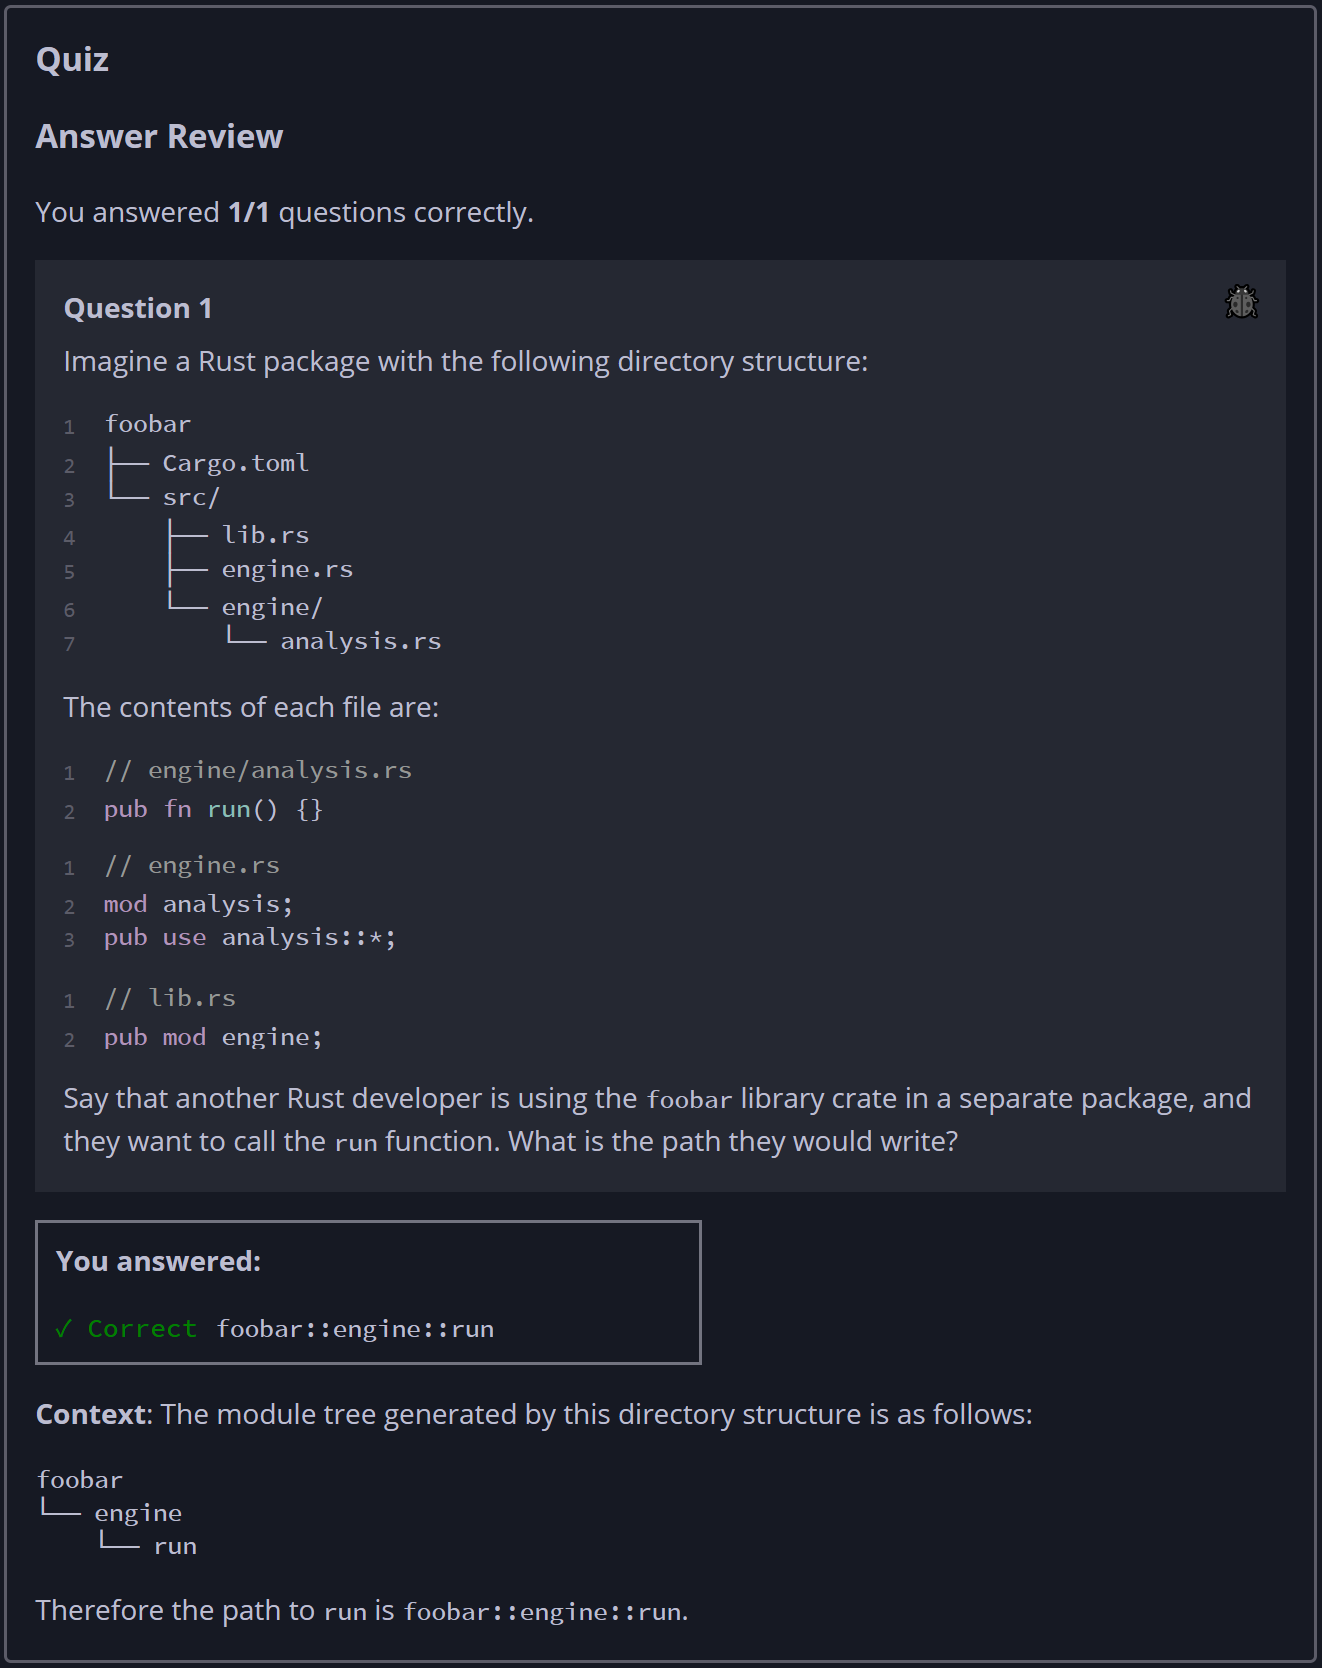 Quiz
Answer Review
You answered 1/1 questions correctly.
Question 1
Imagine a Rust package with the following directory structure:
1 foobar
2 ├── Cargo.toml
3 └── src/
4     ├── lib.rs
5     ├── engine.rs
6     └── engine/
7         └── analysis.rs
The contents of each file are:
1 // engine/analysis.rs
2 pub fn run() {}
1 // engine.rs
2 mod analysis;
3 pub use analysis::*;
1 // lib.rs
2 pub mod engine;
Say that another Rust developer is using the foobar library crate in a separate package, and
they want to call the run function. What is the path they would write?
You answered:
✓ Correct foobar::engine::run
Context: The module tree generated by this directory structure is as follows:
foobar
└── engine
    └── run
Therefore the path to run is foobar::engine::run.